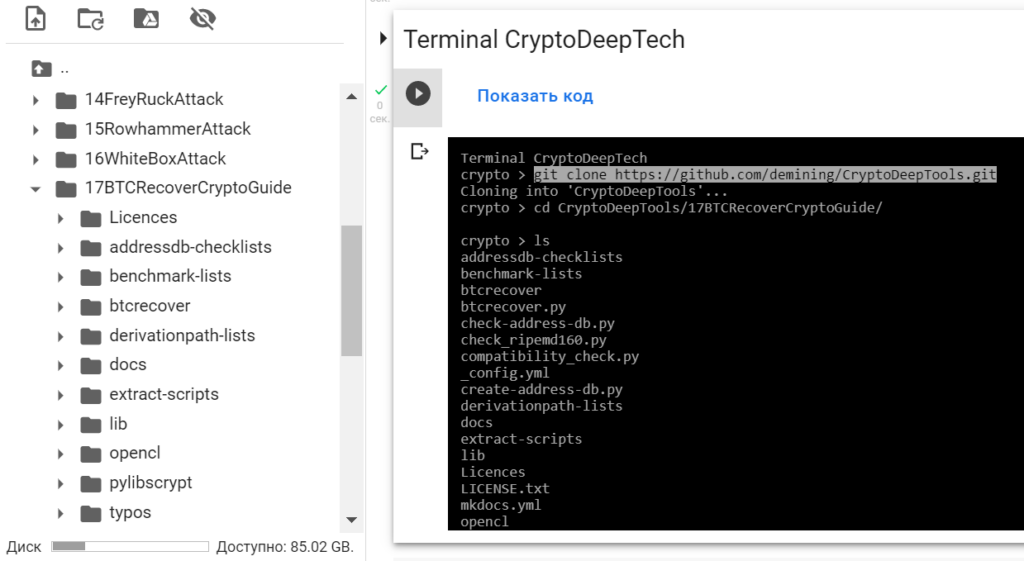 ..
14FreyRuckAttack
15RowhammerAttack
16WhiteBoxAttack
17BTCRecoverCryptoGuide
Licences
addressdb-checklists
benchmark-lists
btcrecover
derivationpath-lists
docs
extract-scripts
lib
opencl
pylibscrypt
typos
Диск
Доступно: 85.02 GB.
Terminal CryptoDeepTech
0
сек.
Показать код
Terminal CryptoDeepTech
crypto > git clone https://github.com/demining/CryptoDeepTools.git
Cloning into 'CryptoDeepTools'...
crypto > cd CryptoDeepTools/17BTCRecoverCryptoGuide/
crypto > ls
addressdb-checklists
benchmark-lists
btcrecover
btcrecover.py
check-address-db.py
check_ripemd160.py
compatibility_check.py
_config.yml
create-address-db.py
derivationpath-lists
docs
extract-scripts
lib
Licences
LICENSE.txt
mkdocs.yml
opencl